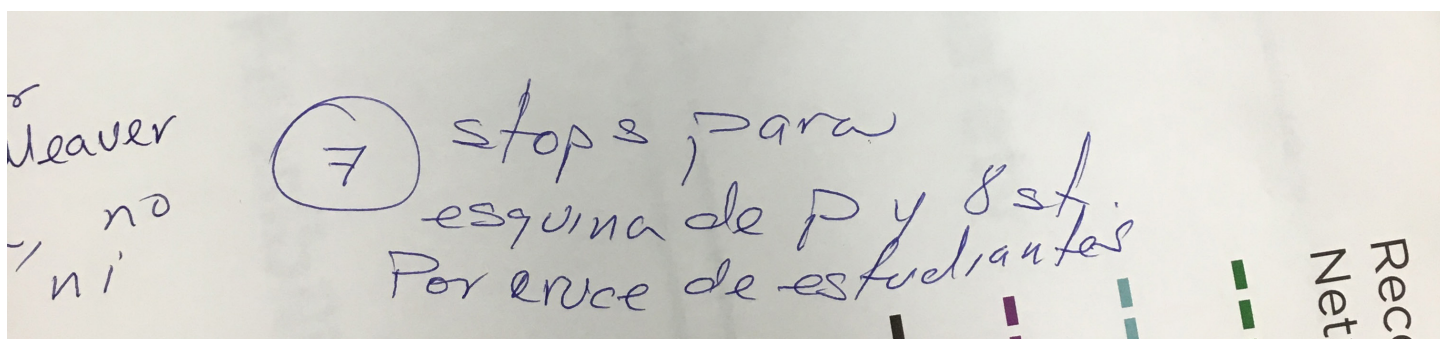 Weaver
no
ni
7 stops para
esquina de P y 8 st.
Por cruce de estudiantes
Rec
Net